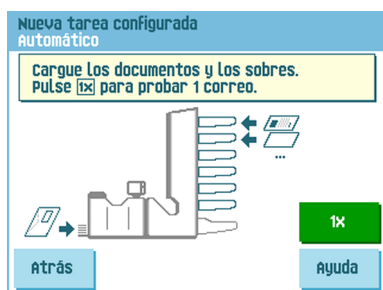 Nueva tarea configurada
Automático
Cargue los documentos y los sobres.
Pulse 1x para probar 1 correo.
...
1x
Atrás
Ayuda